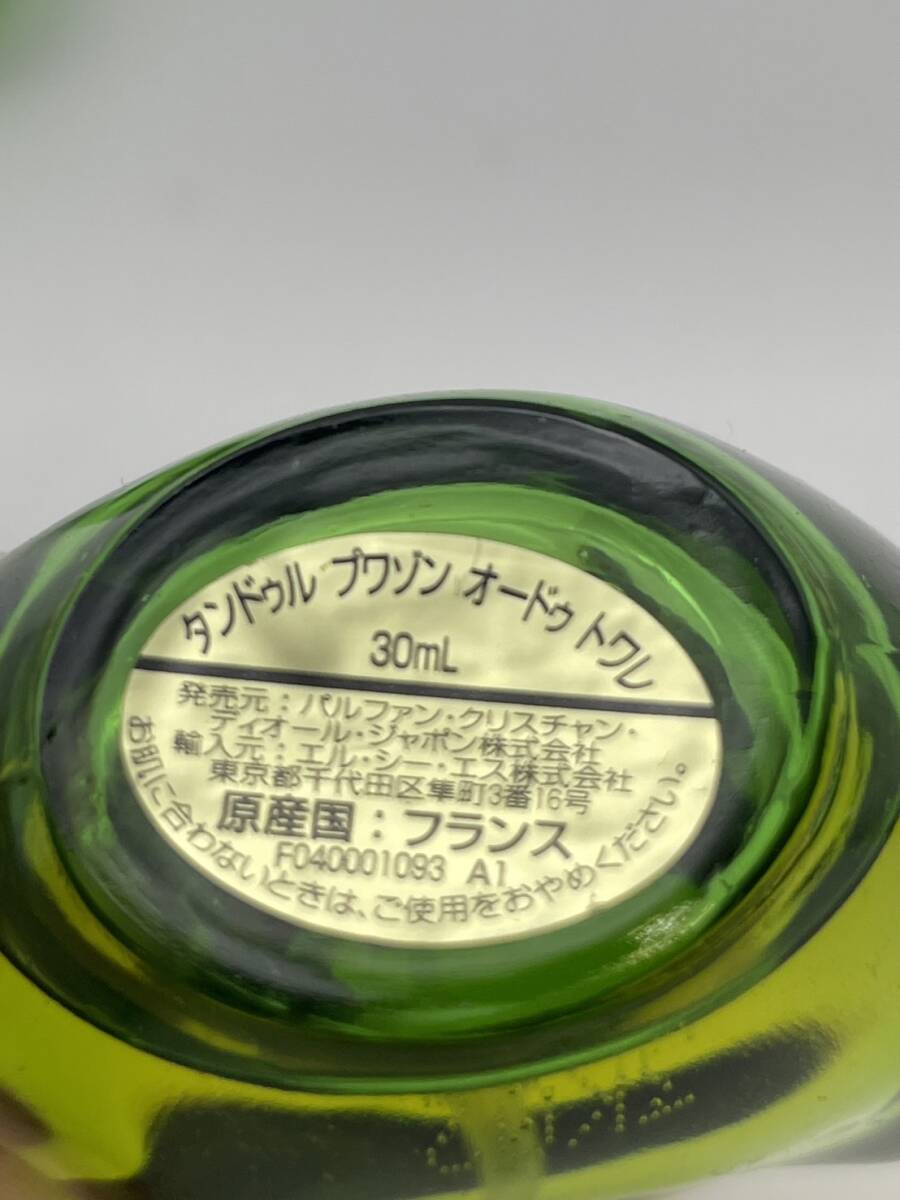 タンドゥル プワゾン オードゥ トワレ
30mL
発売元：パルファン・クリスチャン・
ディオール・ジャポン株式会社
輸入元：エル・シー・エス株式会社
東京都千代田区隼町3番16号
原産国：フランス
F040001093 A1
お肌に合わないときは、ご使用をおやめください。